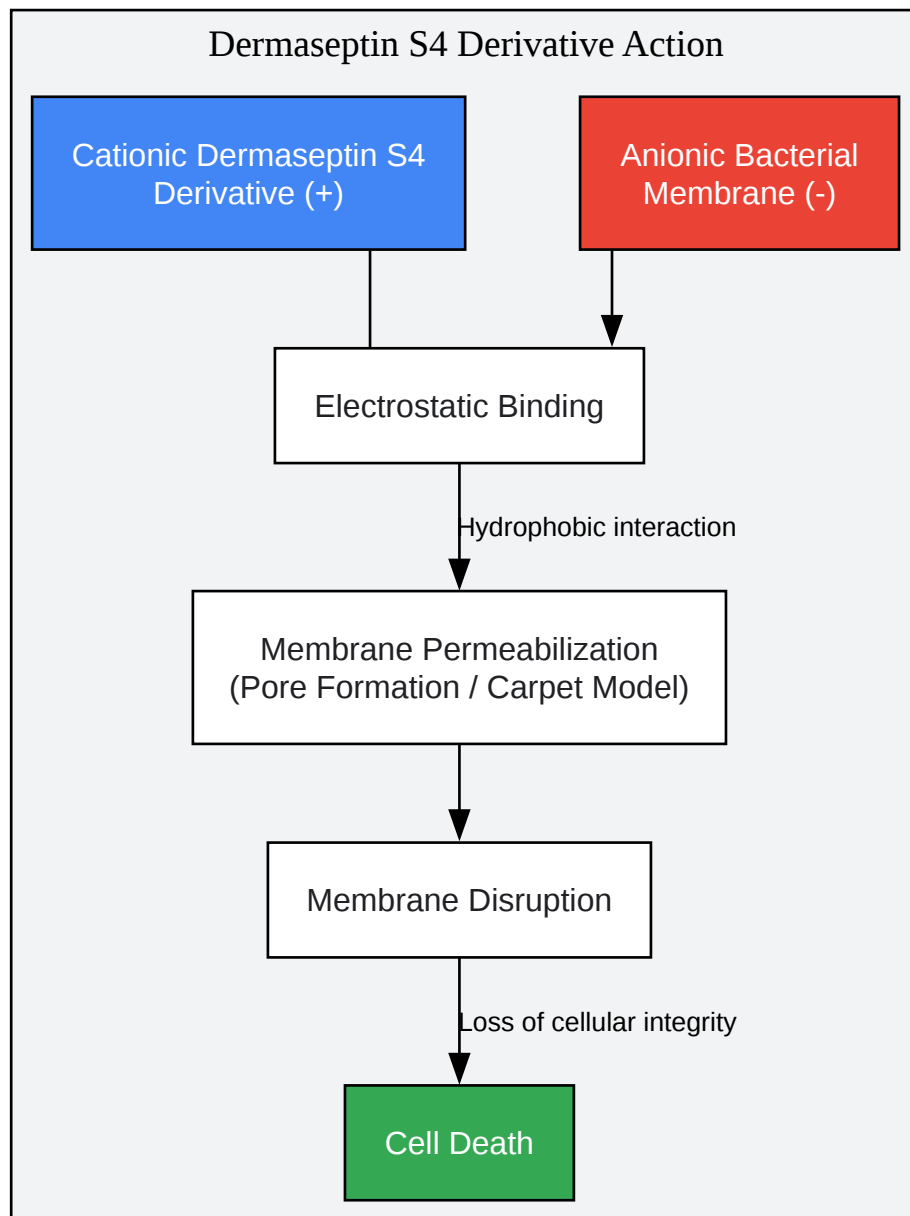 Dermaseptin S4 Derivative Action
Cationic Dermaseptin S4
Derivative (+)
Anionic Bacterial
Membrane (-)
Electrostatic Binding
Hydrophobic interaction
Membrane Permeabilization
(Pore Formation / Carpet Model)
Membrane Disruption
Loss of cellular integrity
Cell Death